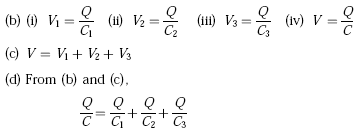 (b) (i) V₁ = Q/C₁ (ii) V₂ = Q/C₂ (iii) V₃ = Q/C₃ (iv) V = Q/C
(c) V = V₁ + V₂ + V₃
(d) From (b) and (c),
Q/C = Q/C₁ + Q/C₂ + Q/C₃